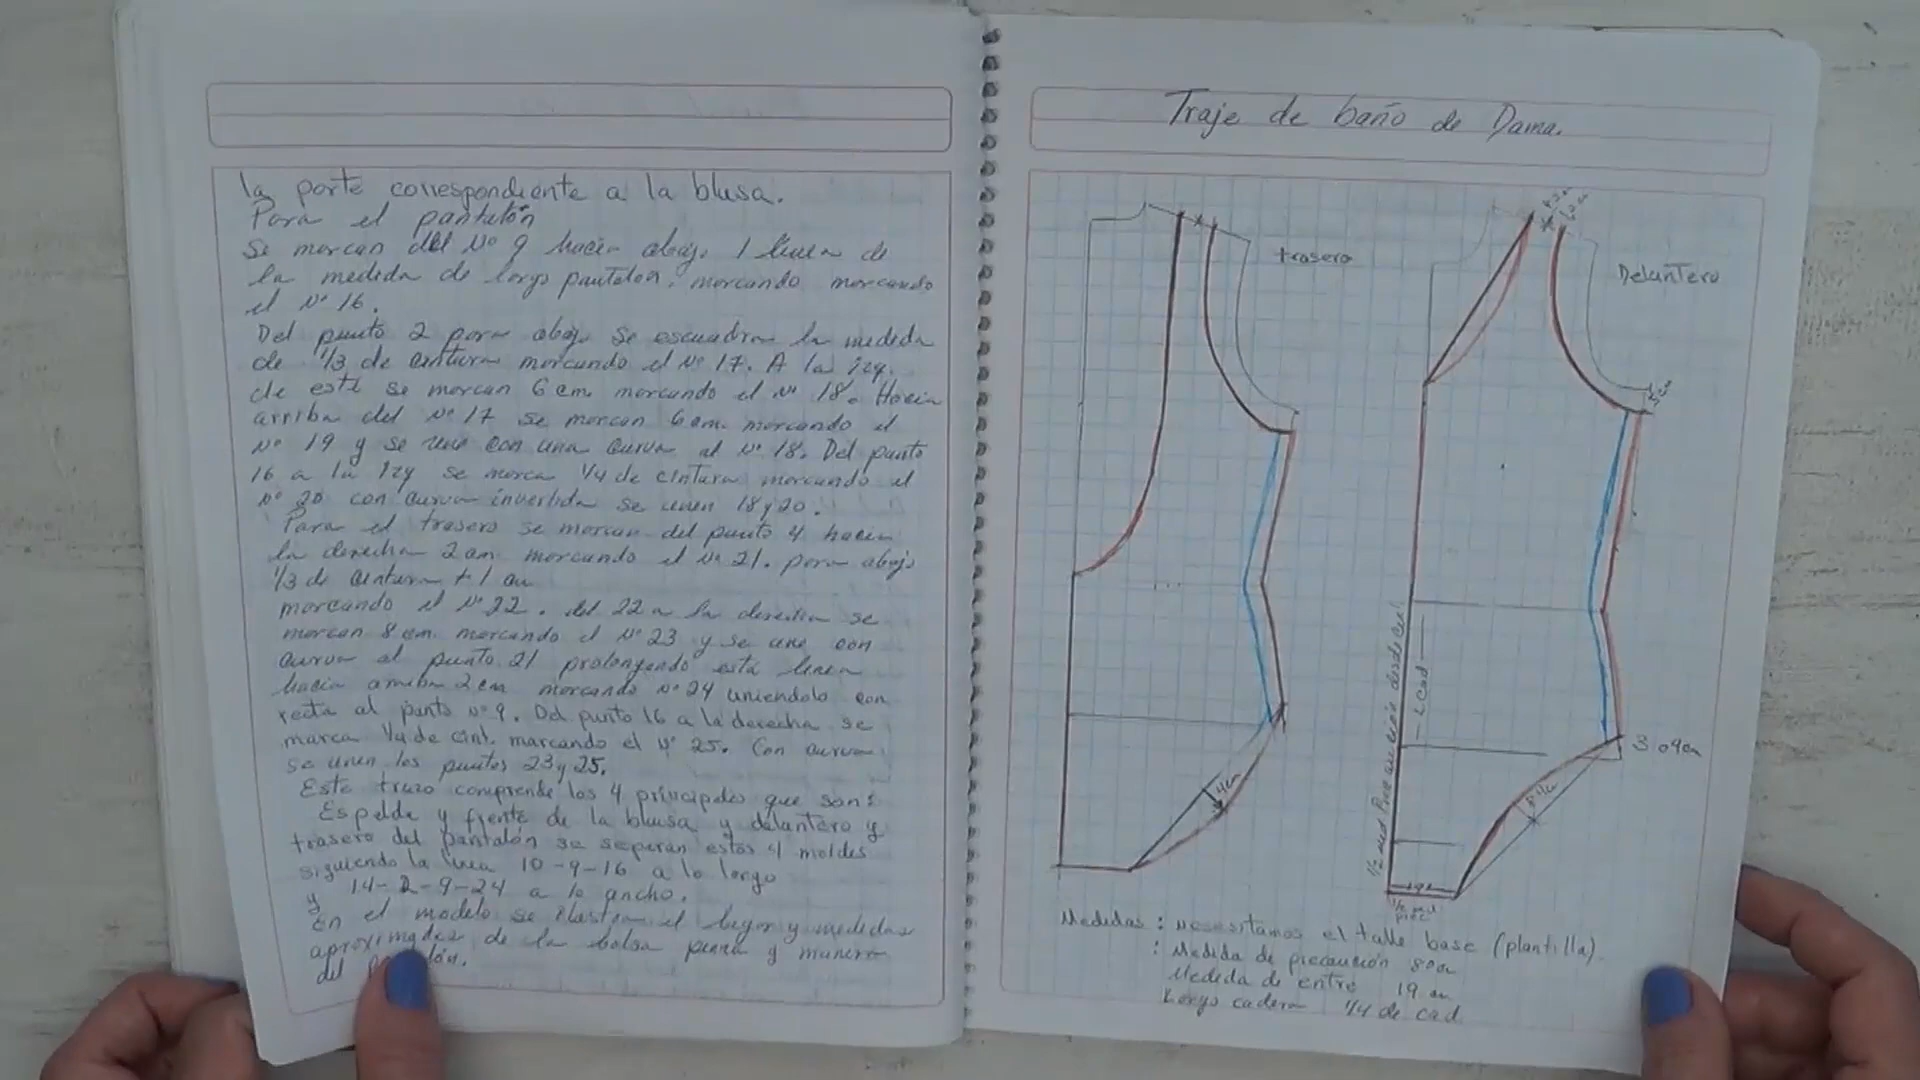 la parte correspondiente a la blusa.
Para el pantalón
Se marcan del Nº 9 hacia abajo 1 linea de
la medida de largo pantalon. marcando marcando
el Nº 16.
Del punto 2 para abajo se escuadra la medida
de 1/3 de cintura marcando el Nº 17. A la izq.
de este se marcan 6 cm marcando el Nº 18. Hacia
arriba del Nº 17 se marcan 6 cm. marcando el
Nº 19 y se une con una curva al Nº 18. Del punto
16 a la izq se marca 1/4 de cintura marcando el
Nº 20 con curva invertida se unen 18 y 20.
Para el trasero se marcan del punto 4 hacia
la derecha 2 cm marcando el Nº 21. para abajo
1/3 de cintura + 1 cm
marcando el Nº 22. del 22 a la derecha se
marcan 8 cm. marcando el Nº 23 y se une con
curva al punto 21 prolongando esta linea
hacia arriba 2 cm marcando Nº 24 uniendolo con
recta al punto Nº 9. Del punto 16 a la derecha se
marca 1/4 de cint. marcando el Nº 25. Con curva
se unen los puntos 23 y 25.
Este trazo comprende los 4 principales que son:
Espalda y frente de la blusa y delantero y
trasero del pantalón se separan estos 4 moldes
siguiendo la linea 10-9-16 a lo largo
y 14-2-9-24 a lo ancho.
En el modelo se ilustra el lugar y medidas
aproximadas de la bolsa pinza y manera
del
Traje de baño de Dama.
trasero
Delantero
4cm
L Cad
3 o 4cm
Medidas : necesitamos el talle base (plantilla).
: Medida de precaución 80cm
Medida de entre 19 cm
Largo cadera 1/4 de cad